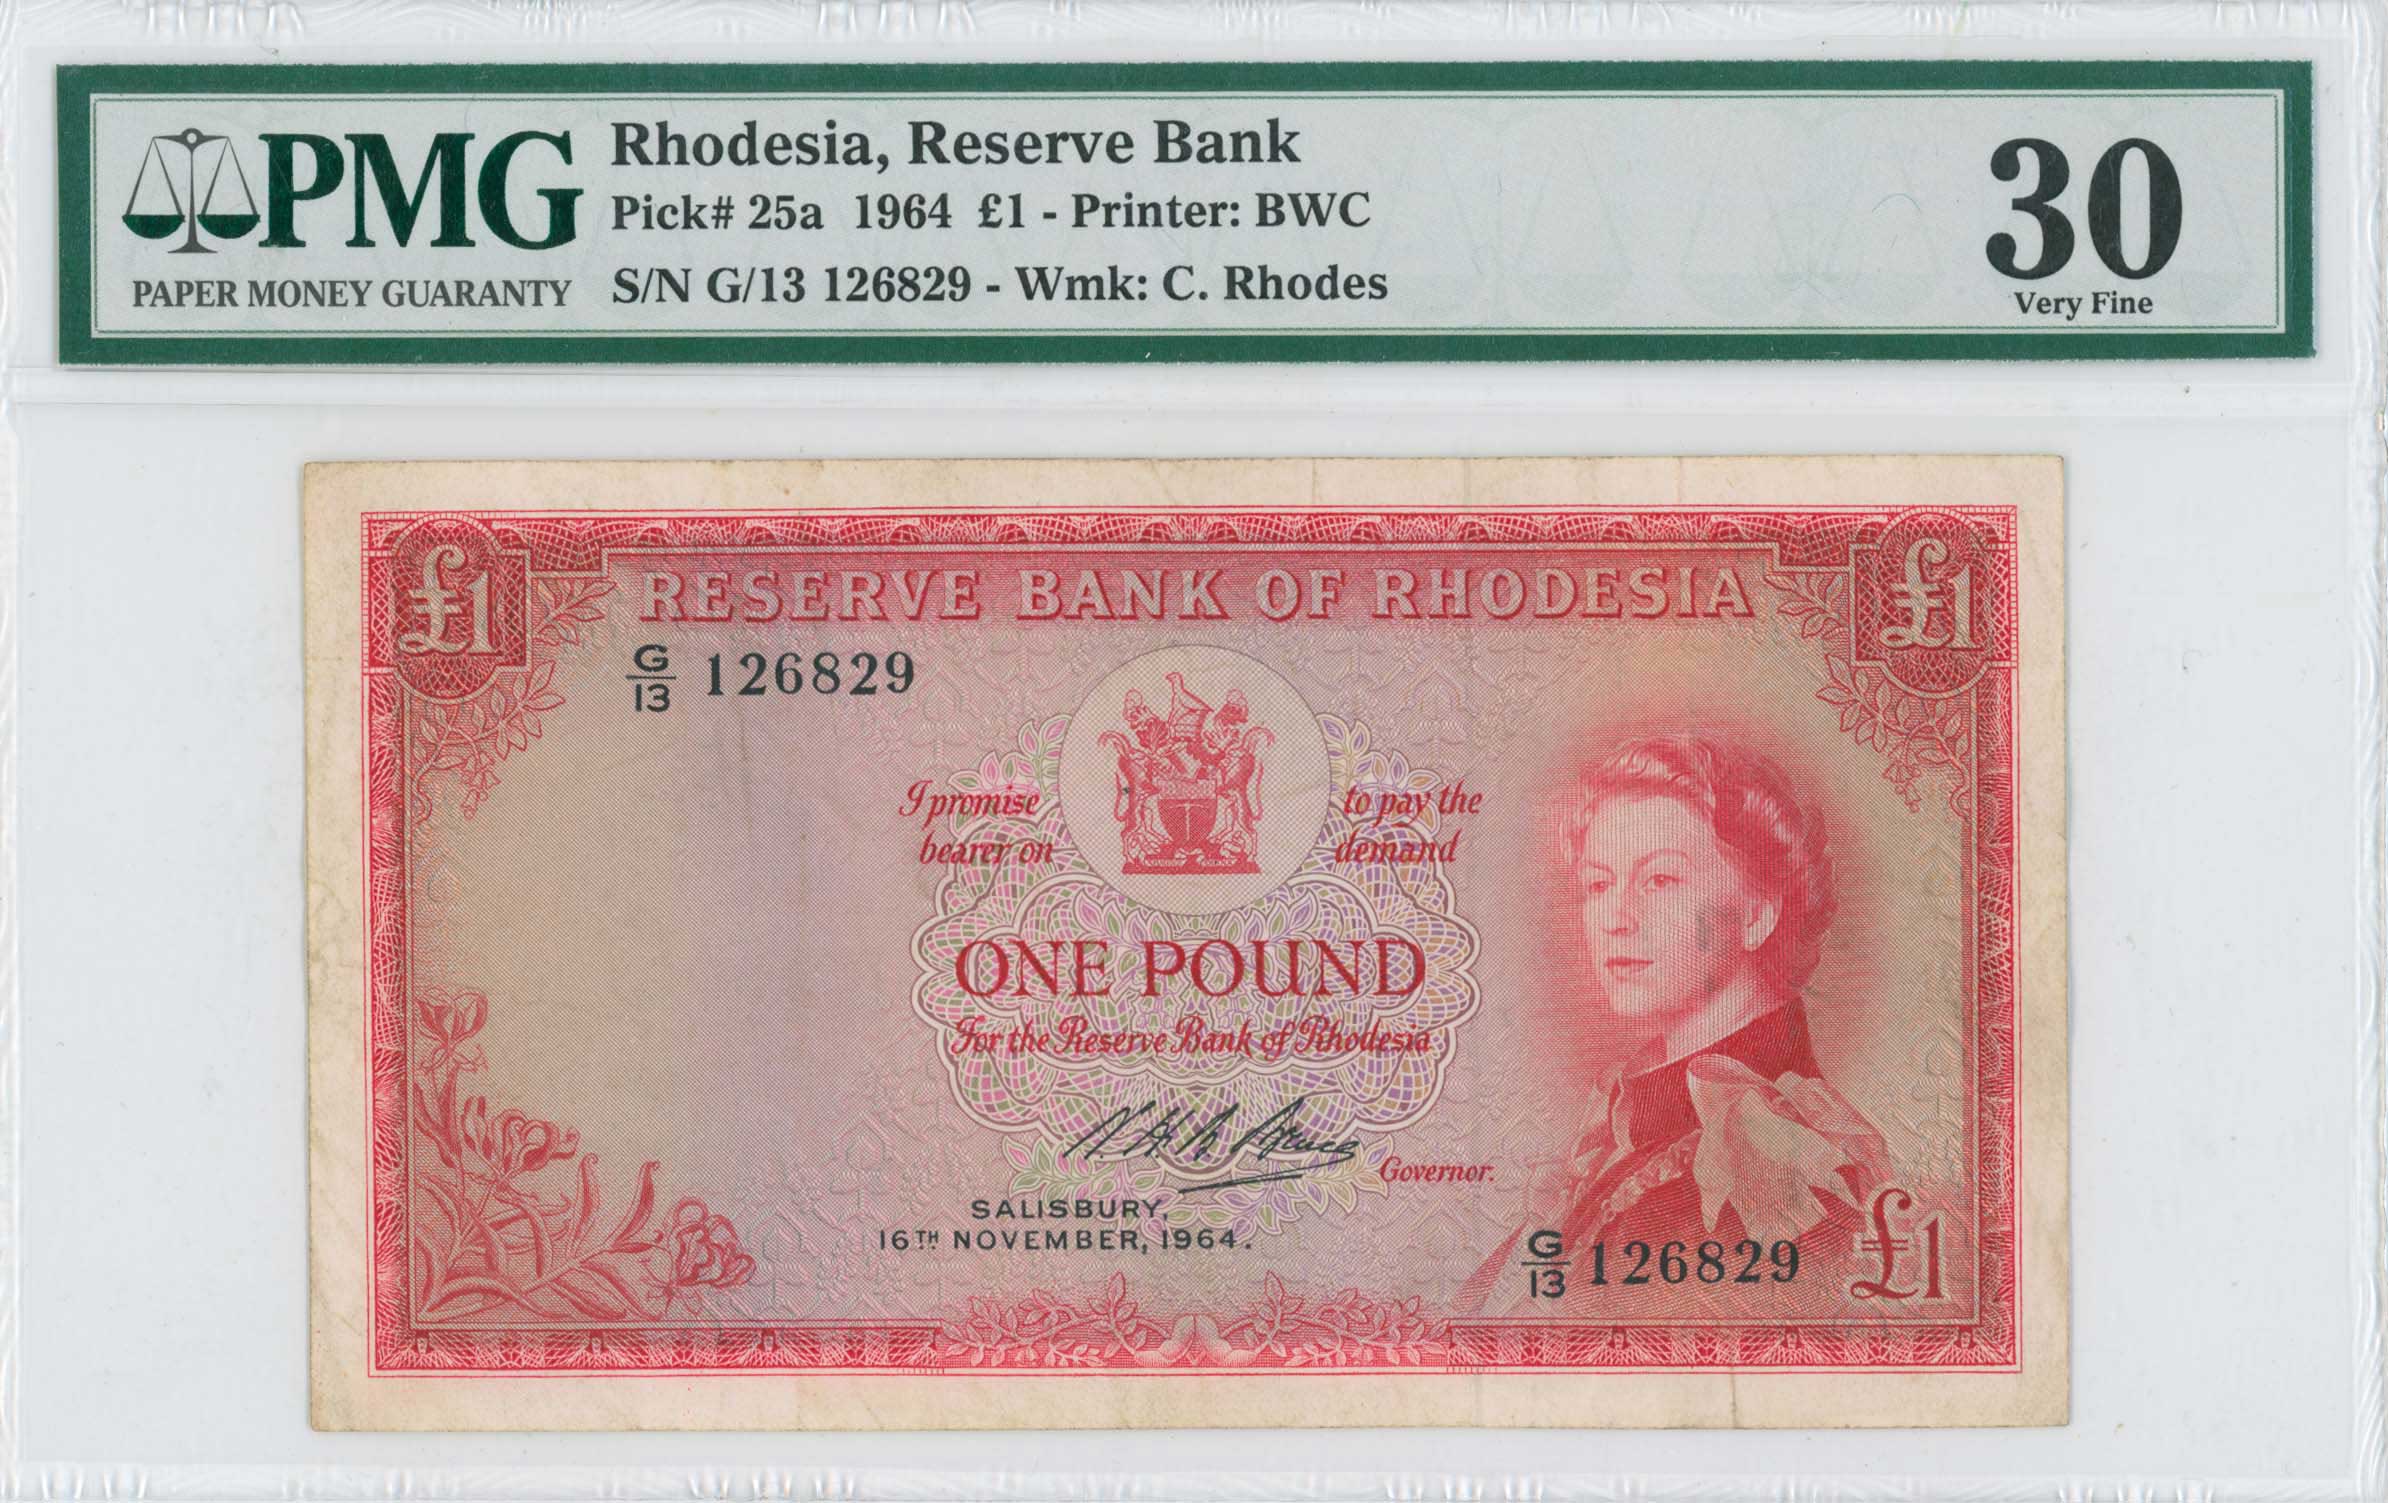 PMG
PAPER MONEY GUARANTY
Rhodesia, Reserve Bank
Pick# 25a 1964 £1 - Printer: BWC
S/N G/13 126829 - Wmk: C. Rhodes
30
Very Fine
£1
RESERVE BANK OF RHODESIA
£1
G/13 126829
I promise to pay the
bearer on demand
ONE POUND
For the Reserve Bank of Rhodesia
Governor.
SALISBURY,
16TH NOVEMBER, 1964.
G/13 126829
£1